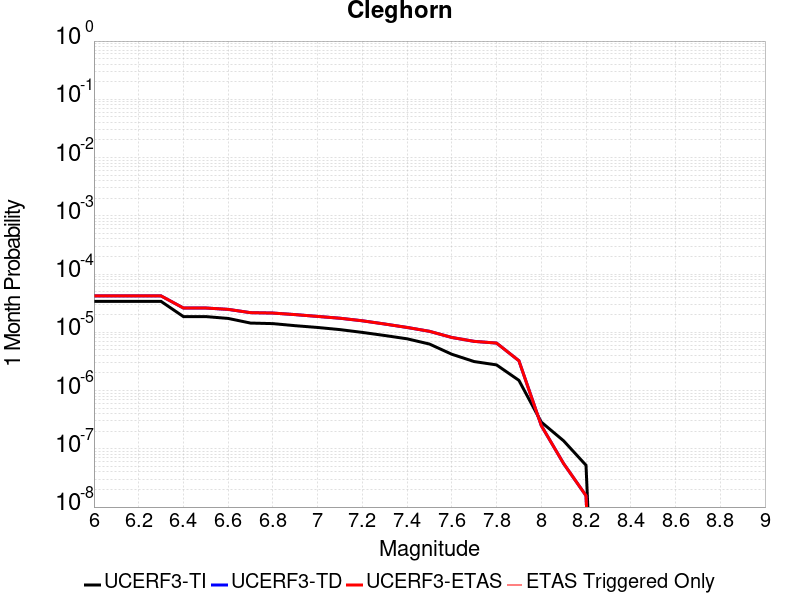 Cleghorn
10^0
10^-1
10^-2
10^-3
10^-4
10^-5
10^-6
10^-7
10^-8
1 Month Probability
6 6.2 6.4 6.6 6.8 7 7.2 7.4 7.6 7.8 8 8.2 8.4 8.6 8.8 9
Magnitude
UCERF3-TI UCERF3-TD UCERF3-ETAS ETAS Triggered Only